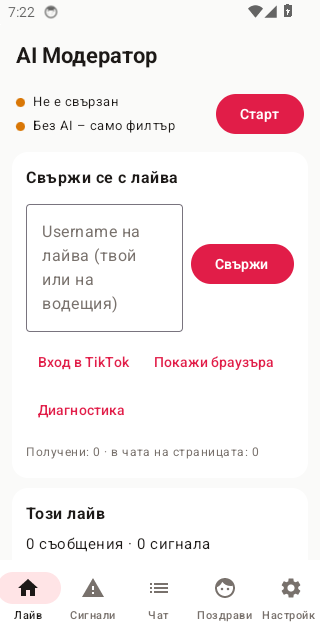 7:22
AI Модератор
Не е свързан
Без AI – само филтър
Старт
Свържи се с лайва
Username на
лайва (твой
или на
водещия)
Свържи
Вход в TikTok
Покажи браузъра
Диагностика
Получени: 0 · в чата на страницата: 0
Този лайв
0 съобщения · 0 сигнала
Лайв
Сигнали
Чат
Поздрави
Настройк